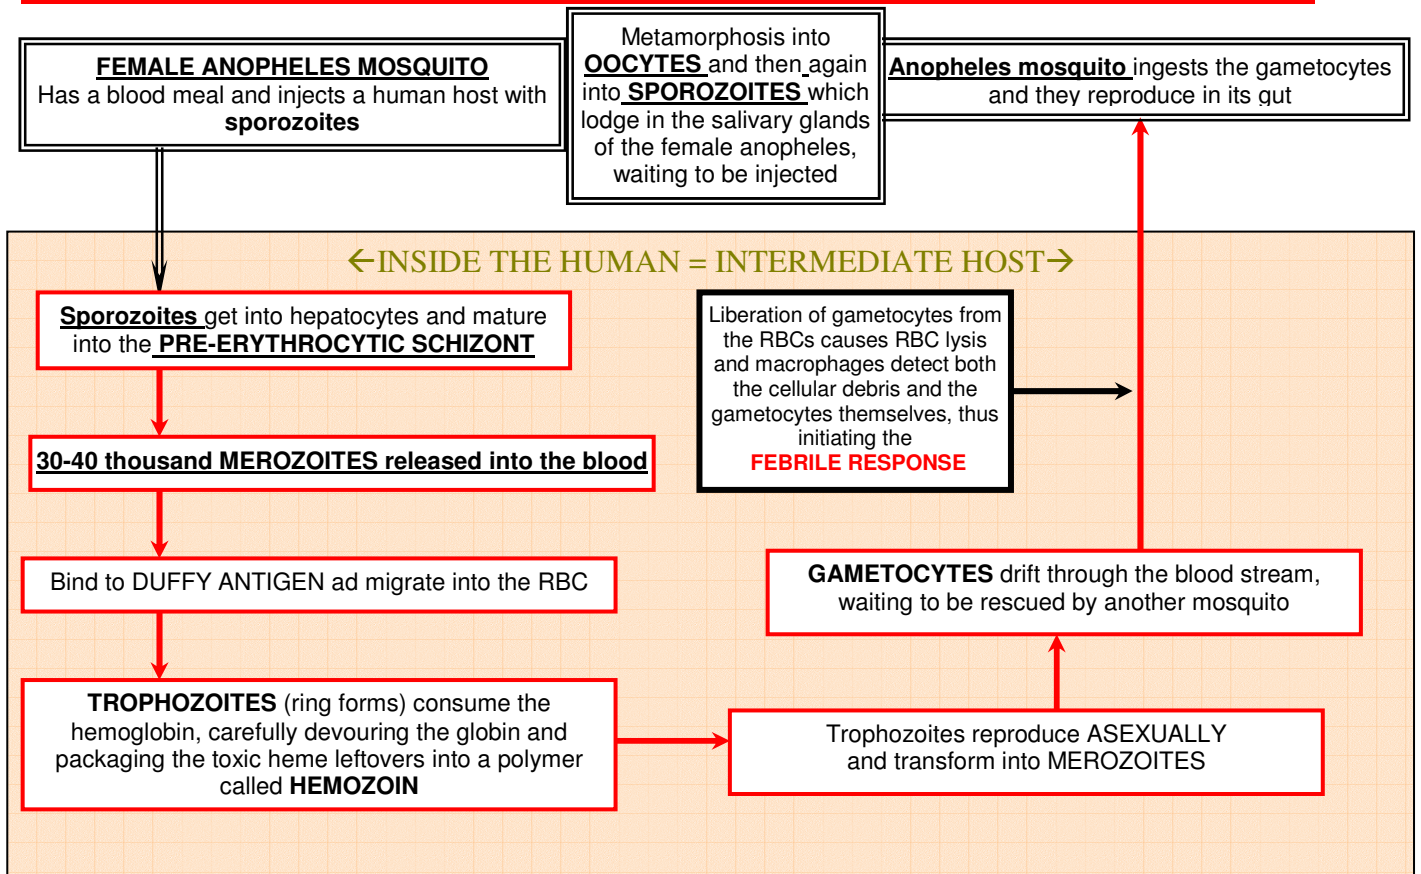 FEMALE ANOPHELES MOSQUITO
Has a blood meal and injects a human host with
sporozoites
Metamorphosis into
OOCYTES and then again
into SPOROZOITES which
lodge in the salivary glands
of the female anopheles,
waiting to be injected
Anopheles mosquito ingests the gametocytes
and they reproduce in its gut
←INSIDE THE HUMAN = INTERMEDIATE HOST→
Sporozoites get into hepatocytes and mature
into the PRE-ERYTHROCYTIC SCHIZONT
30-40 thousand MEROZOITES released into the blood
Bind to DUFFY ANTIGEN ad migrate into the RBC
TROPHOZOITES (ring forms) consume the
hemoglobin, carefully devouring the globin and
packaging the toxic heme leftovers into a polymer
called HEMOZOIN
Trophozoites reproduce ASEXUALLY
and transform into MEROZOITES
GAMETOCYTES drift through the blood stream,
waiting to be rescued by another mosquito
Liberation of gametocytes from
the RBCs causes RBC lysis
and macrophages detect both
the cellular debris and the
gametocytes themselves, thus
initiating the
FEBRILE RESPONSE